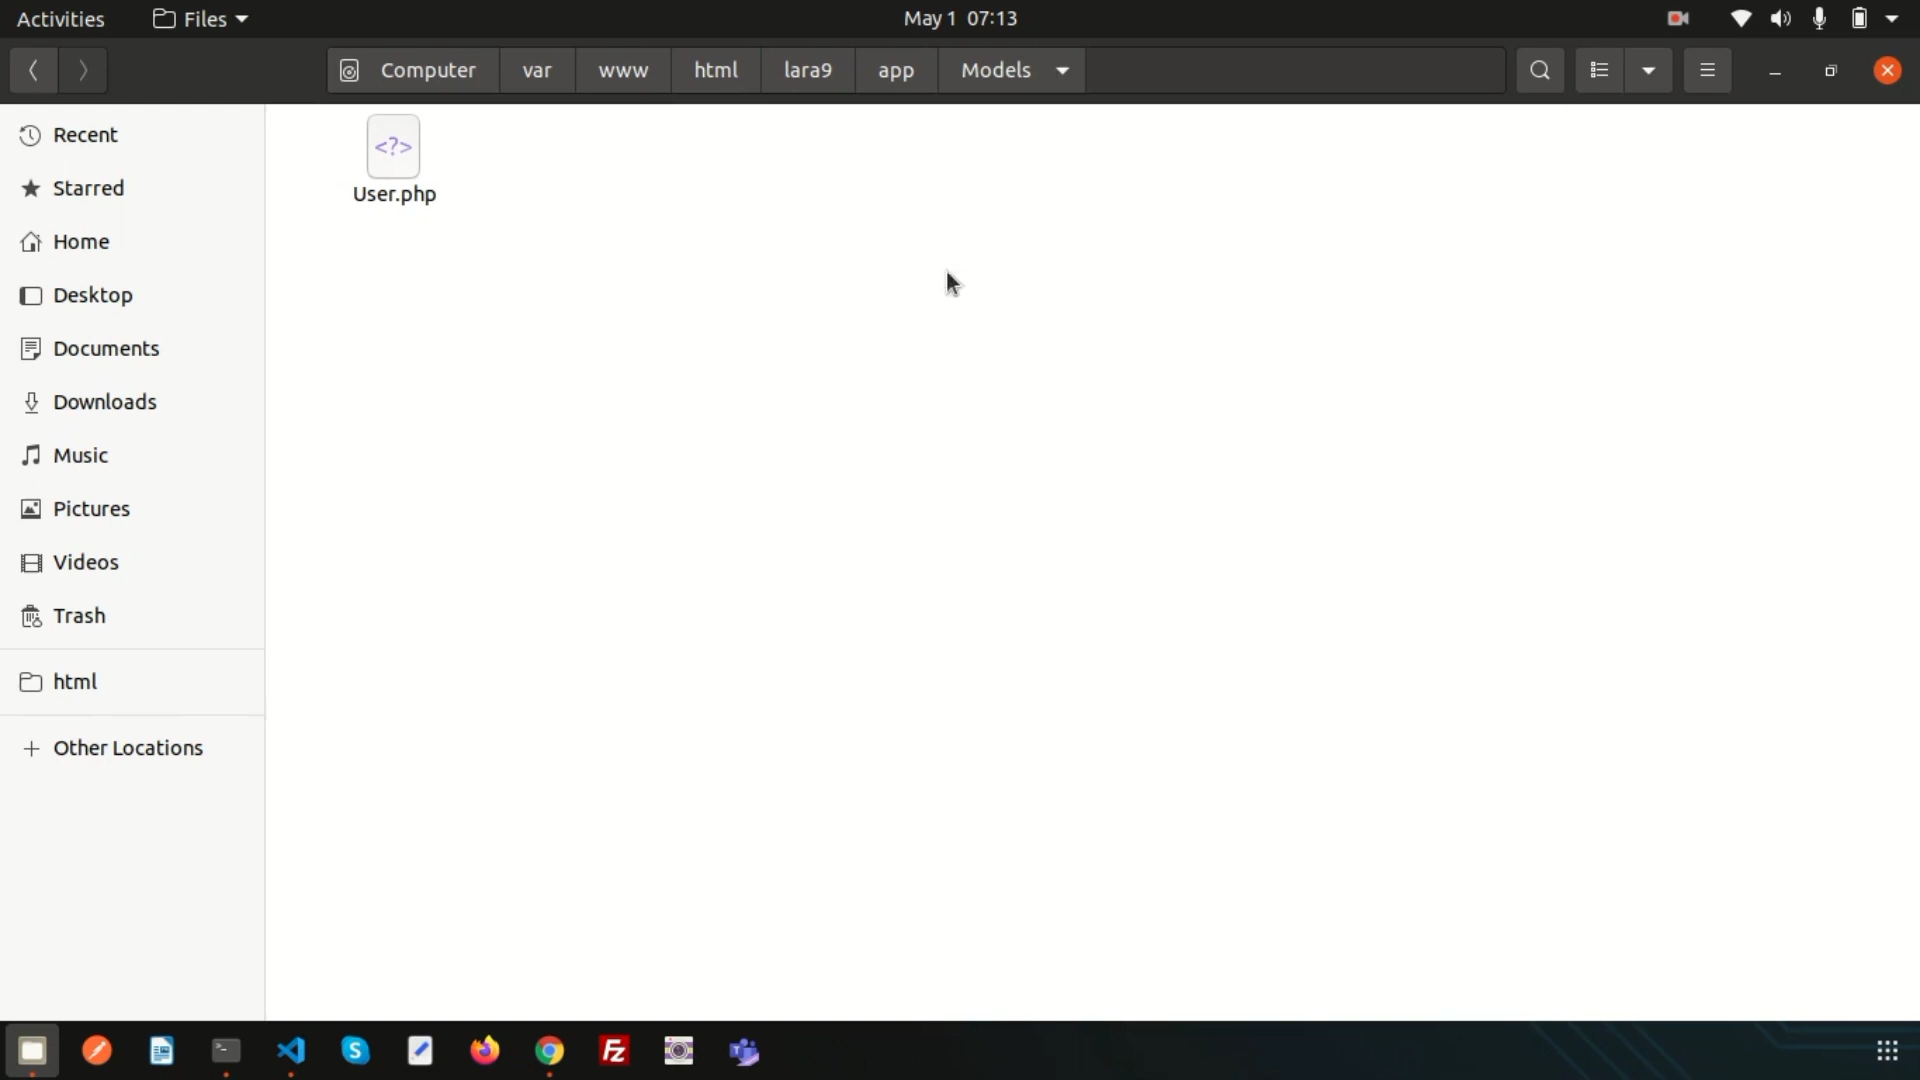 Activities
Files
May 1 07:13
Computer
var
www
html
lara9
app
Models
Recent
Starred
Home
Desktop
Documents
Downloads
Music
Pictures
Videos
Trash
html
Other Locations
<?>
User.php
>_
S
Fz
T